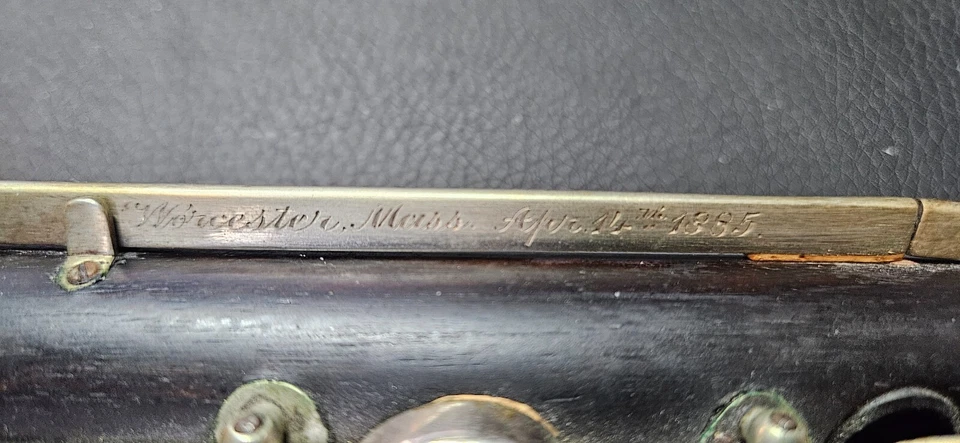 "Worcester, Mass. Apr. 14th 1885.